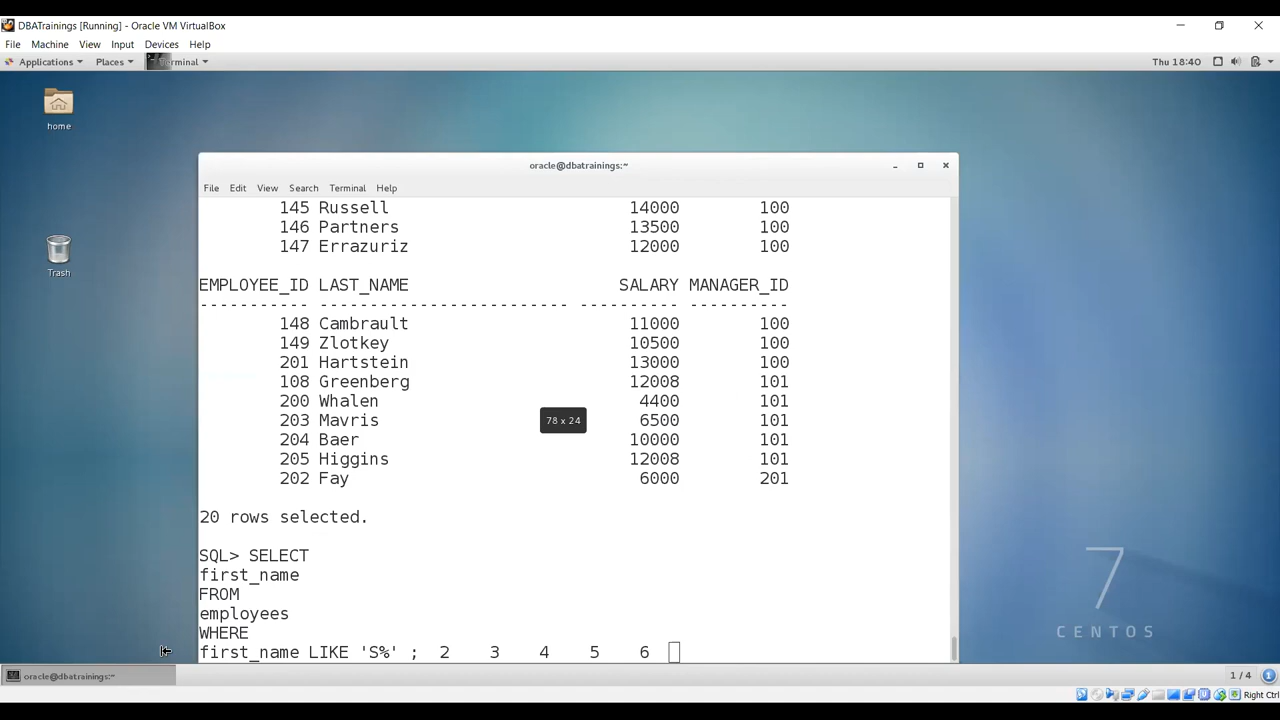 DBATrainings [Running] - Oracle VM VirtualBox
File Machine View Input Devices Help
Applications Places Terminal Thu 18:40
home
Trash
oracle@dbatrainings:~
File Edit View Search Terminal Help
145 Russell 14000 100
146 Partners 13500 100
147 Errazuriz 12000 100
EMPLOYEE_ID LAST_NAME SALARY MANAGER_ID
----------- ------------------------- ---------- ----------
148 Cambrault 11000 100
149 Zlotkey 10500 100
201 Hartstein 13000 100
108 Greenberg 12008 101
200 Whalen 4400 101
203 Mavris 6500 101
204 Baer 10000 101
205 Higgins 12008 101
202 Fay 6000 201
78 x 24
20 rows selected.
SQL> SELECT
first_name
FROM
employees
WHERE
first_name LIKE 'S%' ; 2 3 4 5 6
7
CENTOS
oracle@dbatrainings:~ 1 / 4 1
Right Ctrl